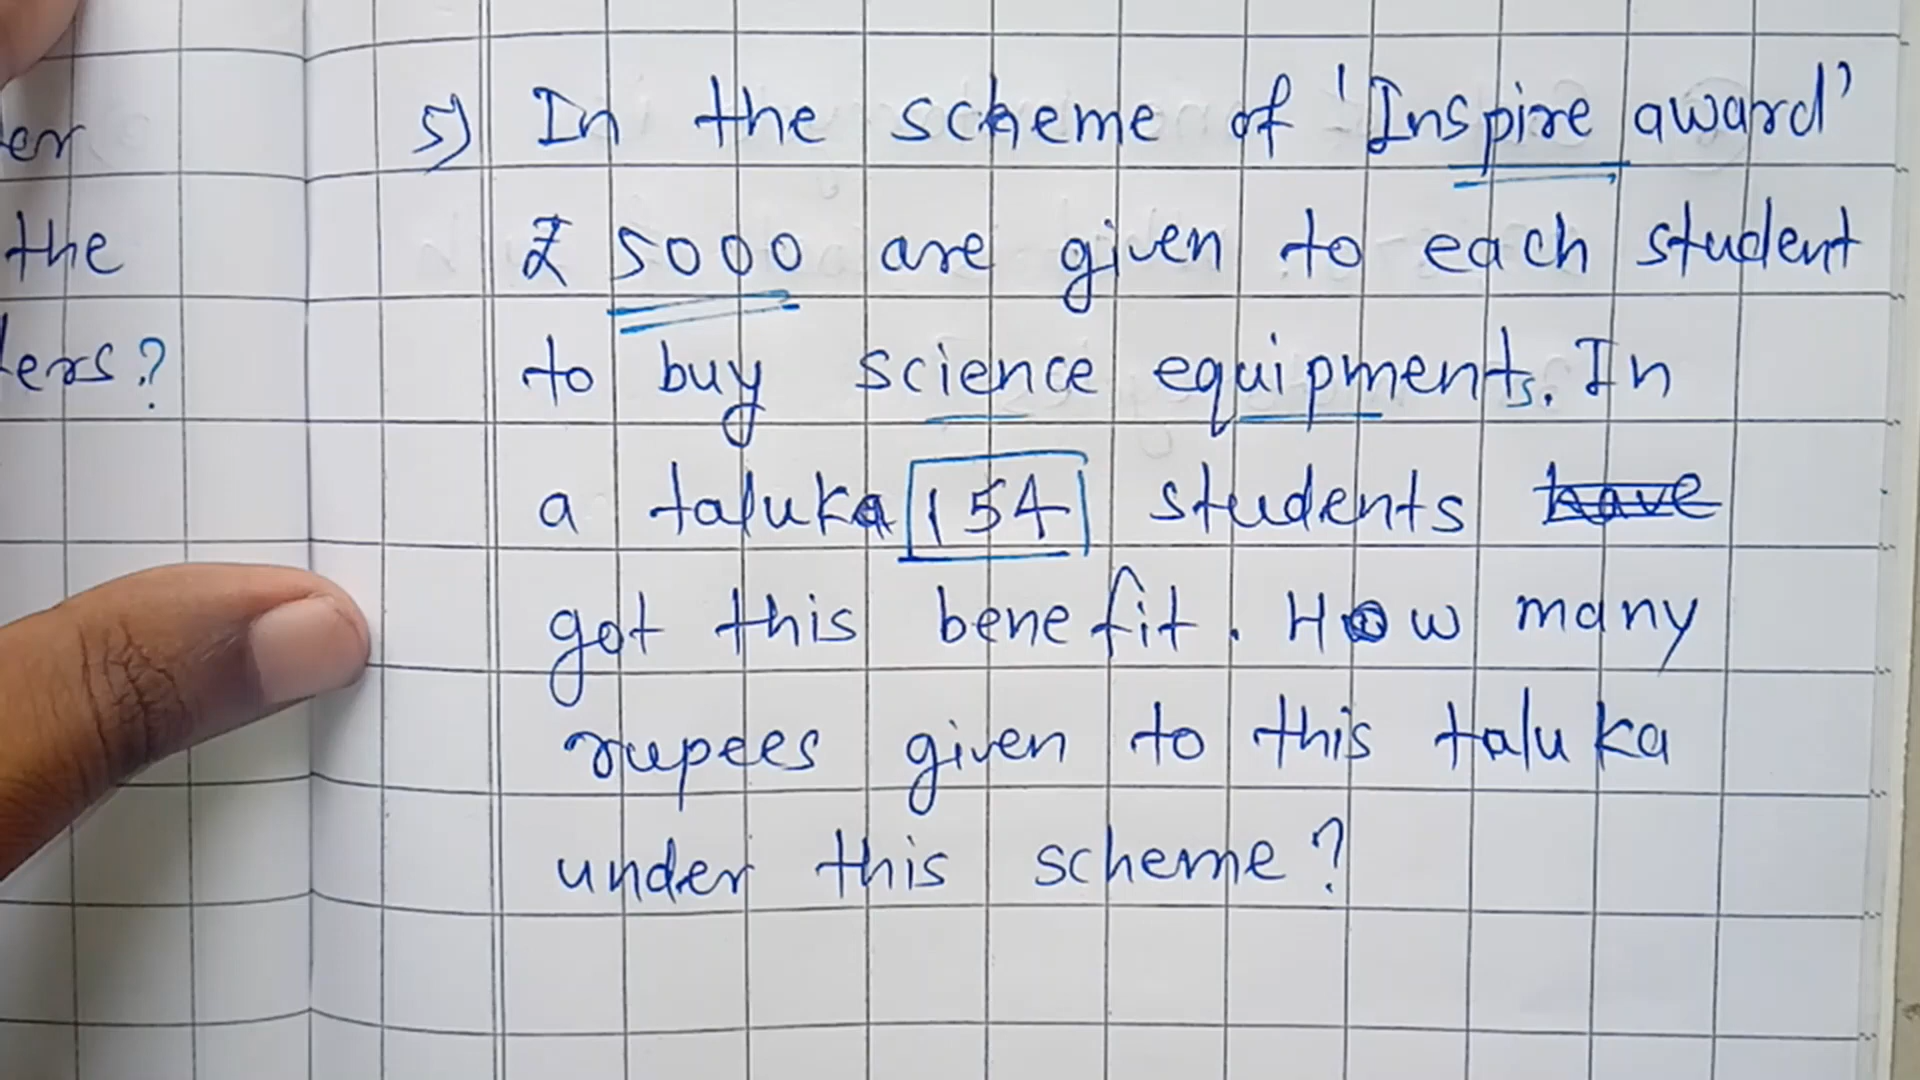 er
the
ers?
5) In the scheme of 'Inspire award'
₹ 5000 are given to each student
to buy science equipments. In
a taluka 154 students have
got this benefit. How many
rupees given to this taluka
under this scheme?